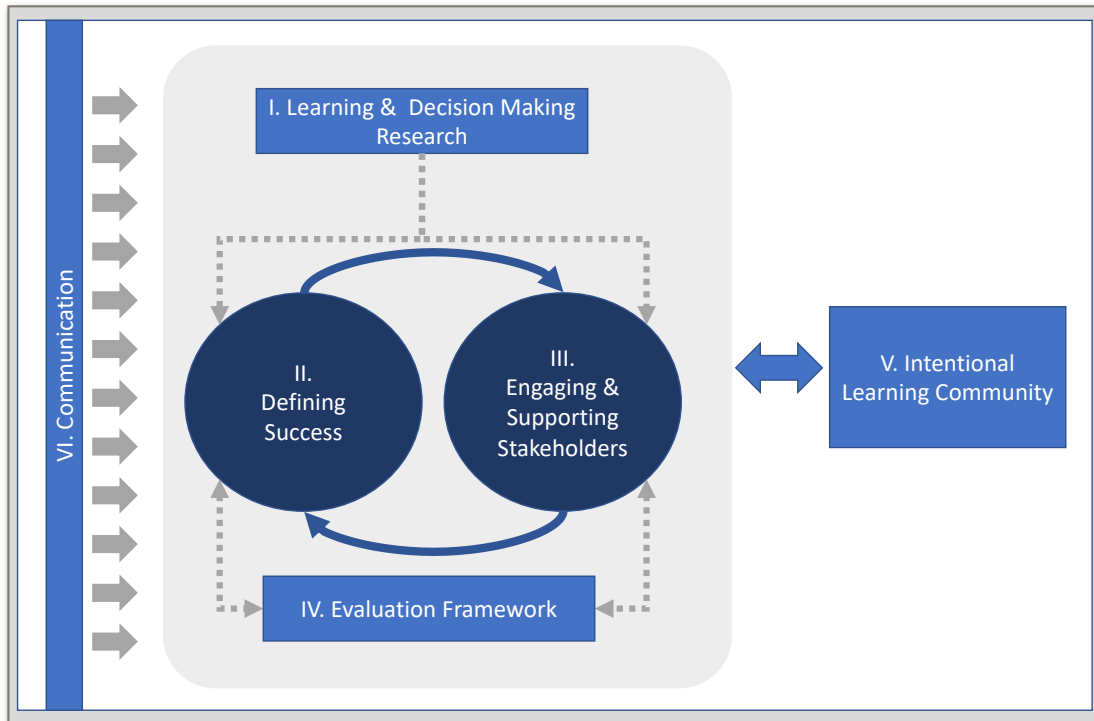 VI. Communication
I. Learning & Decision Making
Research
II.
Defining
Success
III.
Engaging &
Supporting
Stakeholders
IV. Evaluation Framework
V. Intentional
Learning Community